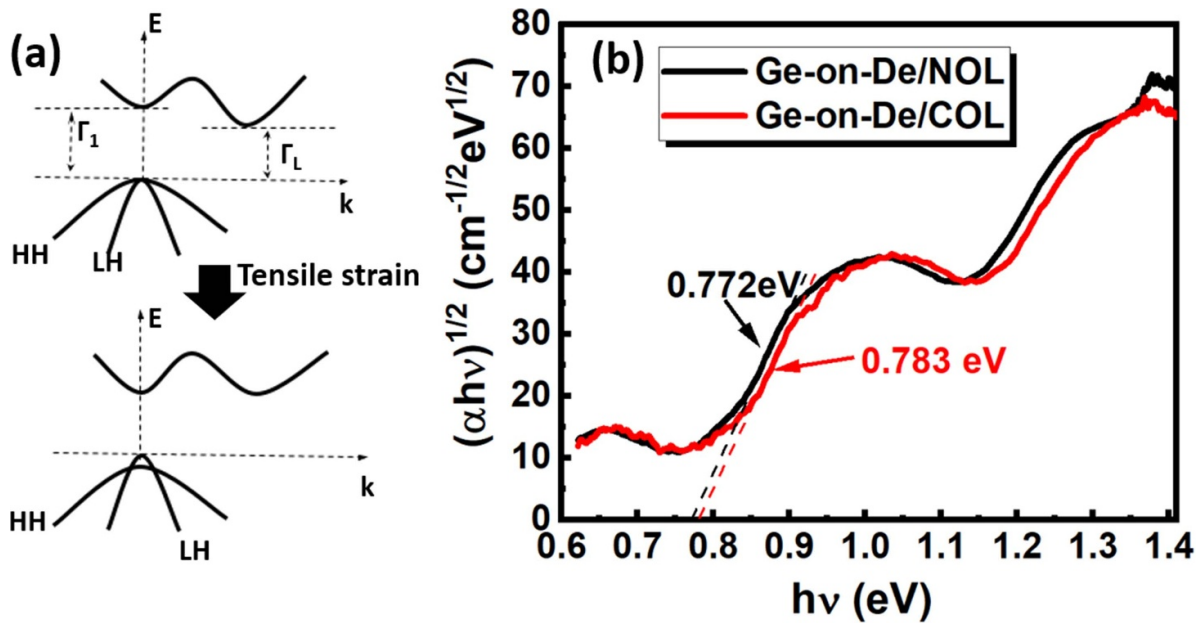 (a)
E
Γ1
ΓL
k
HH
LH
Tensile strain
E
k
HH
LH
(b)
Ge-on-De/NOL
Ge-on-De/COL
0.772eV
0.783 eV
(αhν)^1/2 (cm^-1/2eV^1/2)
80
70
60
50
40
30
20
10
0
0.6 0.7 0.8 0.9 1.0 1.1 1.2 1.3 1.4
hν (eV)